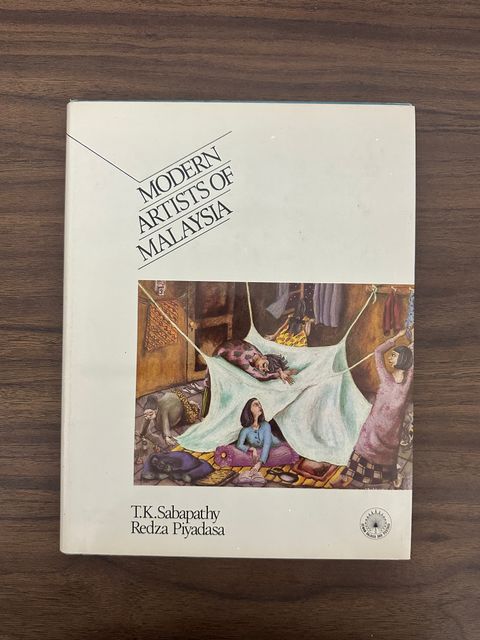 MODERN
ARTISTS OF
MALAYSIA
T.K.Sabapathy
Redza Piyadasa